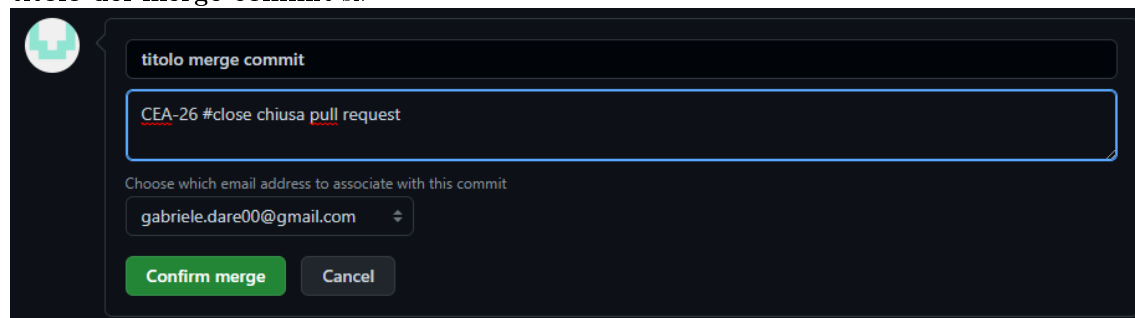 titolo merge commit
CEA-26 #close chiusa pull request
Choose which email address to associate with this commit
gabriele.dare00@gmail.com
Confirm merge Cancel